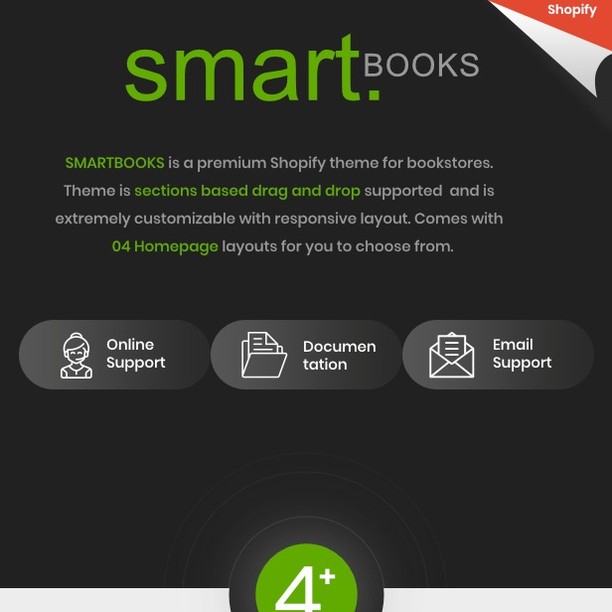 Shopify
smart.BOOKS
SMARTBOOKS is a premium Shopify theme for bookstores.
Theme is sections based drag and drop supported and is
extremely customizable with responsive layout. Comes with
04 Homepage layouts for you to choose from.
Online
Support
Documen
tation
Email
Support
4+